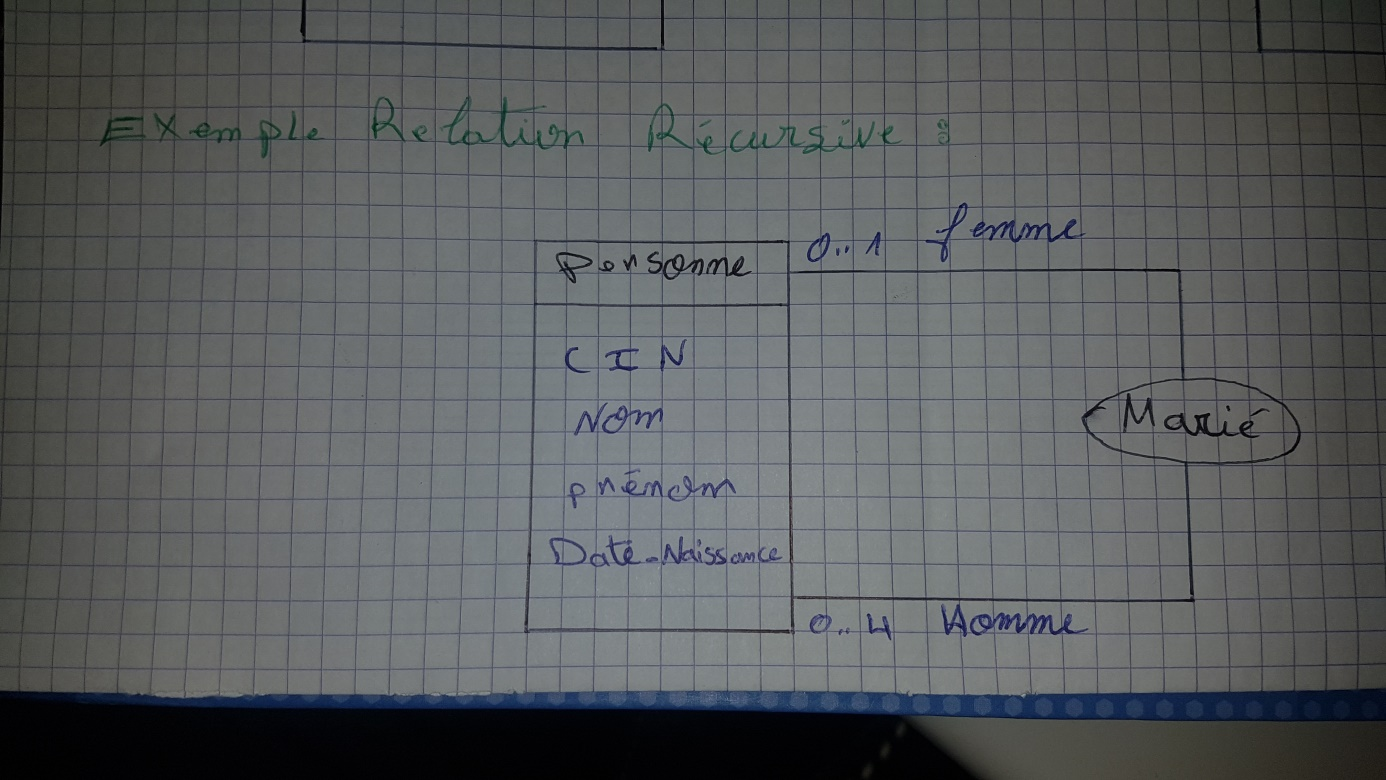 Exemple Relation Récursive :
0..1 femme
Personne
CIN
Nom
Marié
prénom
Date-Naissance
0..4 Homme